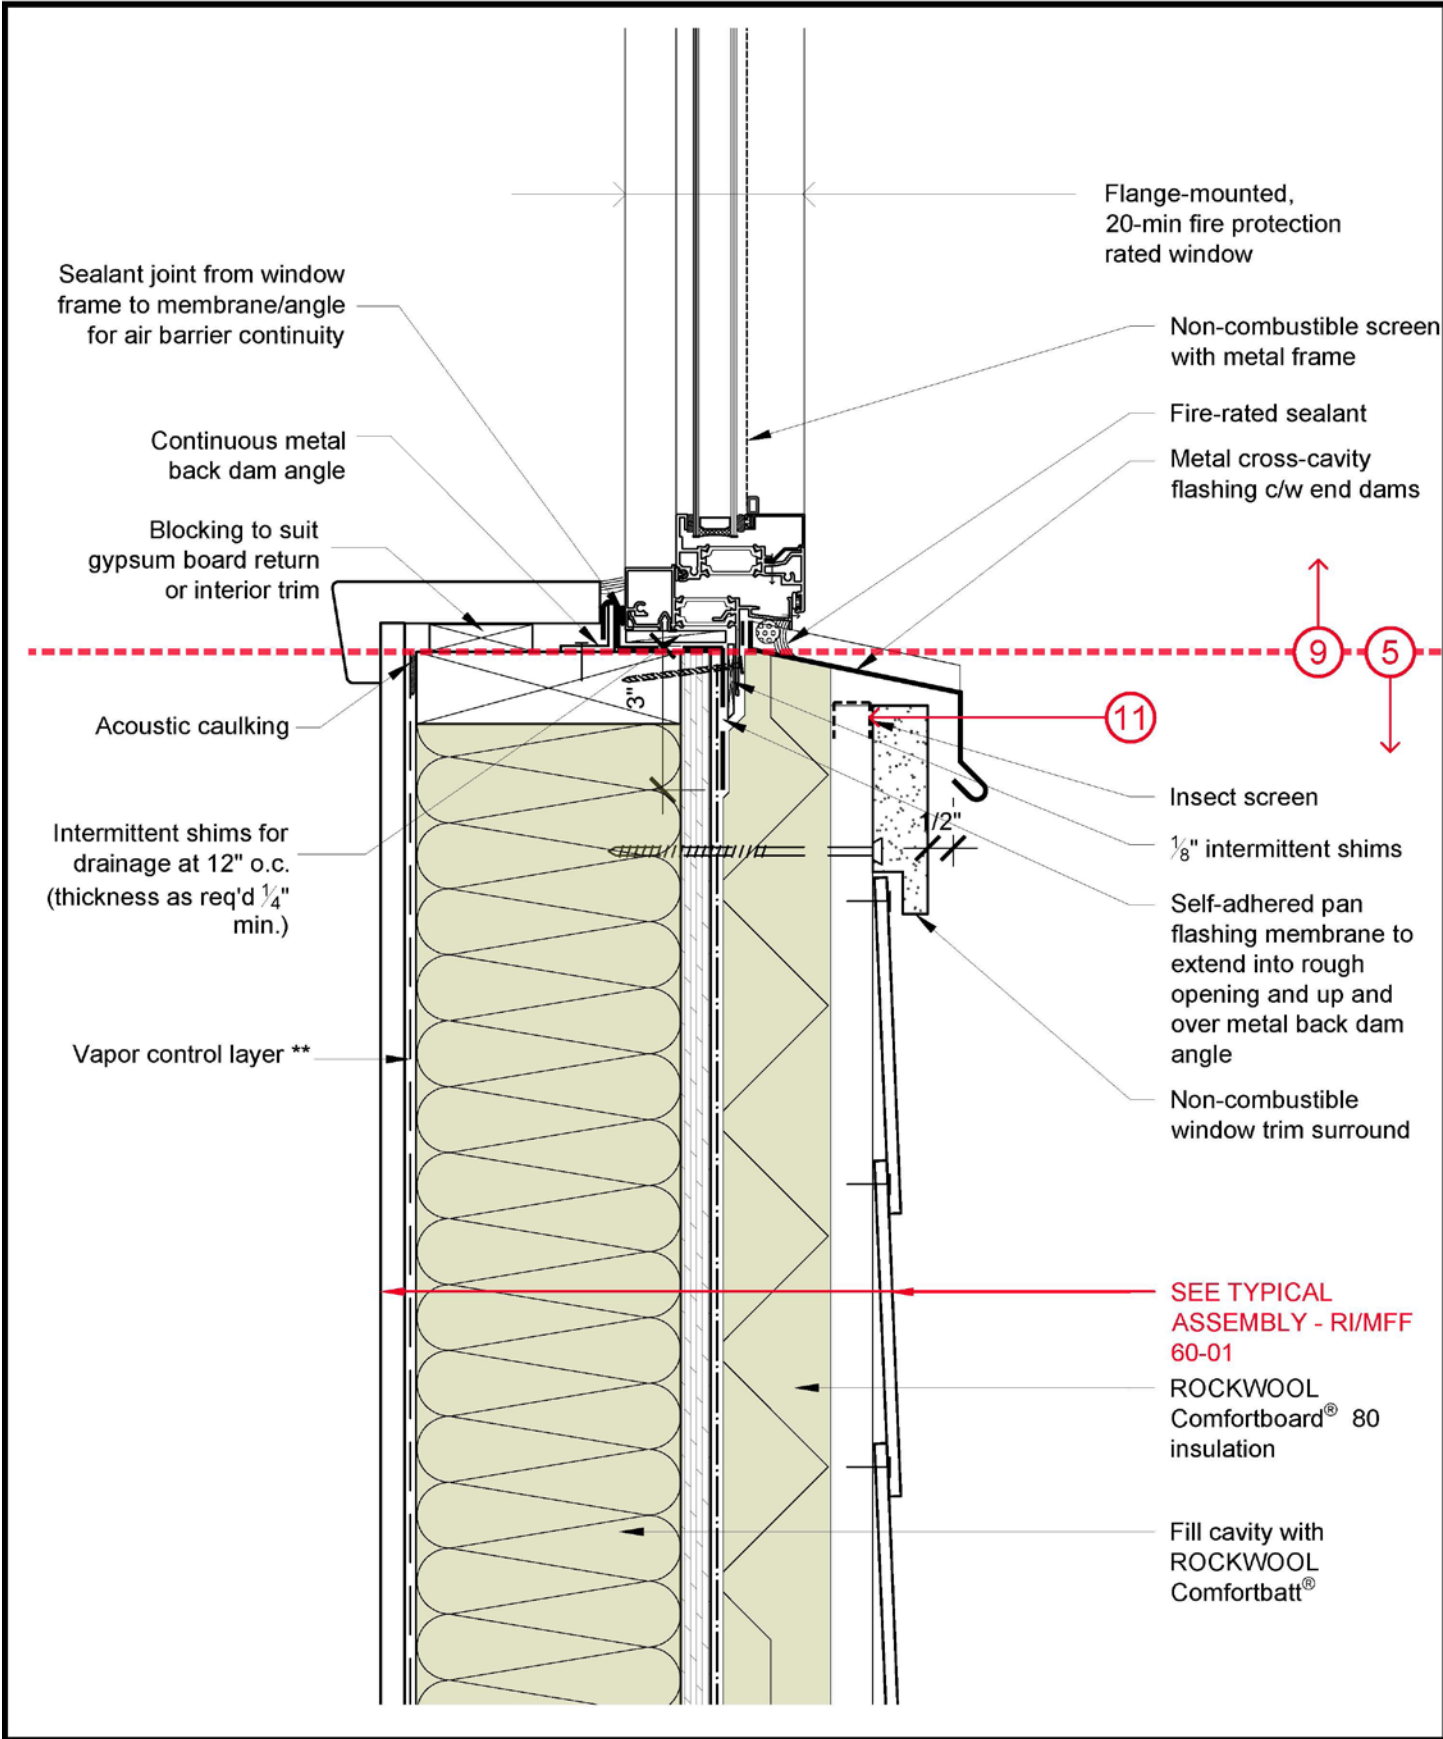 Flange-mounted,
20-min fire protection
rated window
Sealant joint from window
frame to membrane/angle
for air barrier continuity
Non-combustible screen
with metal frame
Fire-rated sealant
Continuous metal
back dam angle
Metal cross-cavity
flashing c/w end dams
Blocking to suit
gypsum board return
or interior trim
9
5
3"
11
Acoustic caulking
Insect screen
1/2"
Intermittent shims for
drainage at 12" o.c.
(thickness as req'd 1⁄4"
min.)
1⁄8" intermittent shims
Self-adhered pan
flashing membrane to
extend into rough
opening and up and
over metal back dam
angle
Vapor control layer **
Non-combustible
window trim surround
SEE TYPICAL
ASSEMBLY - RI/MFF
60-01
ROCKWOOL
Comfortboard® 80
insulation
Fill cavity with
ROCKWOOL
Comfortbatt®